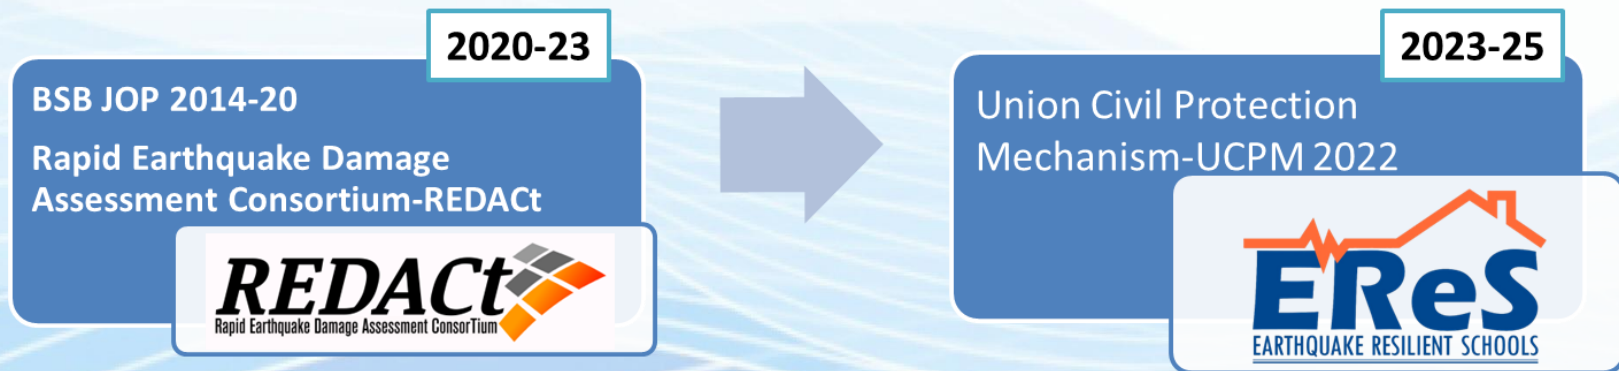 2020-23
BSB JOP 2014-20
Rapid Earthquake Damage
Assessment Consortium-REDACt
REDACt
Rapid Earthquake Damage Assessment ConsorTium
2023-25
Union Civil Protection
Mechanism-UCPM 2022
EReS
EARTHQUAKE RESILIENT SCHOOLS